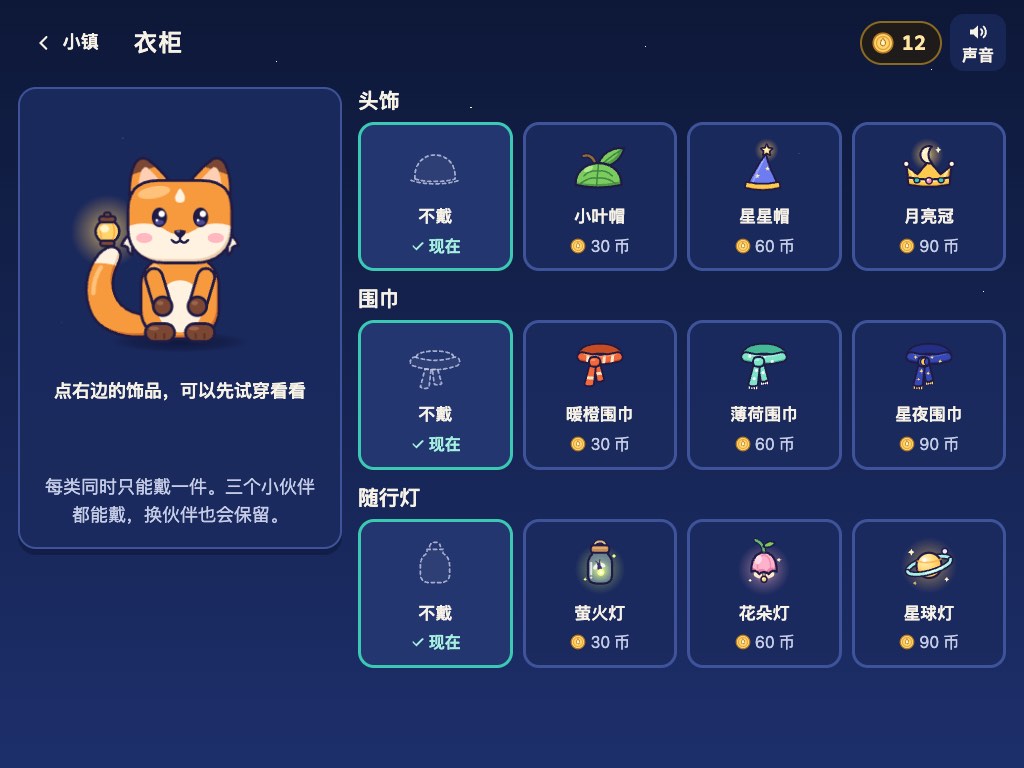 小镇
衣柜
12
声音
点右边的饰品，可以先试穿看看
每类同时只能戴一件。三个小伙伴
都能戴，换伙伴也会保留。
头饰
不戴
现在
小叶帽
30 币
星星帽
60 币
月亮冠
90 币
围巾
不戴
现在
暖橙围巾
30 币
薄荷围巾
60 币
星夜围巾
90 币
随行灯
不戴
现在
萤火灯
30 币
花朵灯
60 币
星球灯
90 币